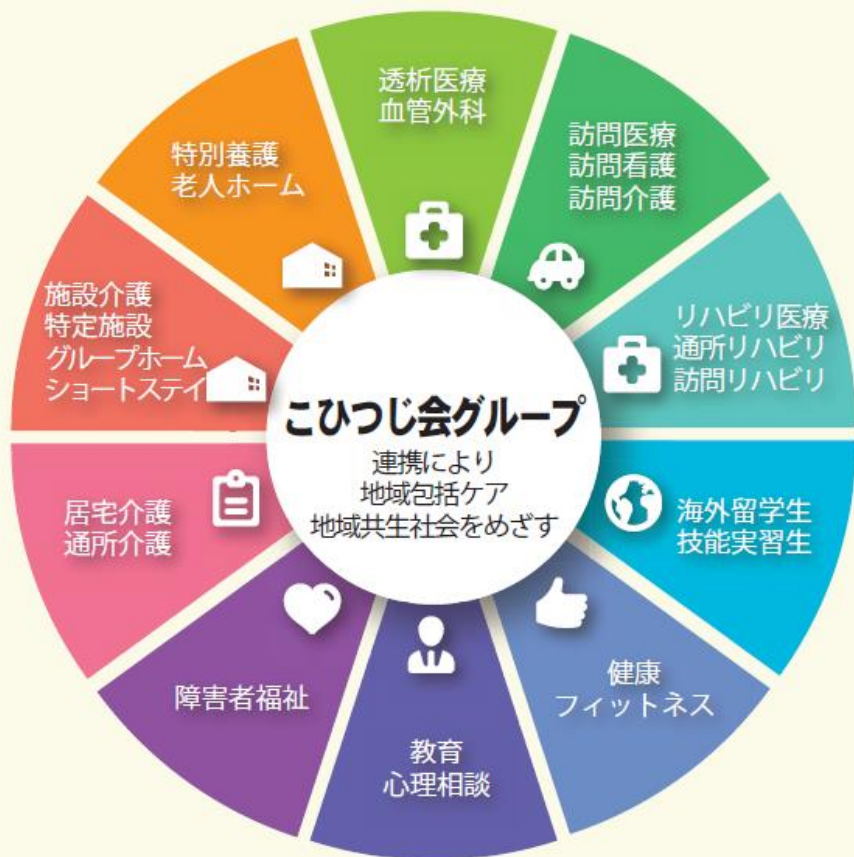 透析医療
血管外科
訪問医療
訪問看護
訪問介護
リハビリ医療
通所リハビリ
訪問リハビリ
海外留学生
技能実習生
健康
フィットネス
教育
心理相談
障害者福祉
居宅介護
通所介護
施設介護
特定施設
グループホーム
ショートステイ
特別養護
老人ホーム
こひつじ会グループ
連携により
地域包括ケア
地域共生社会をめざす